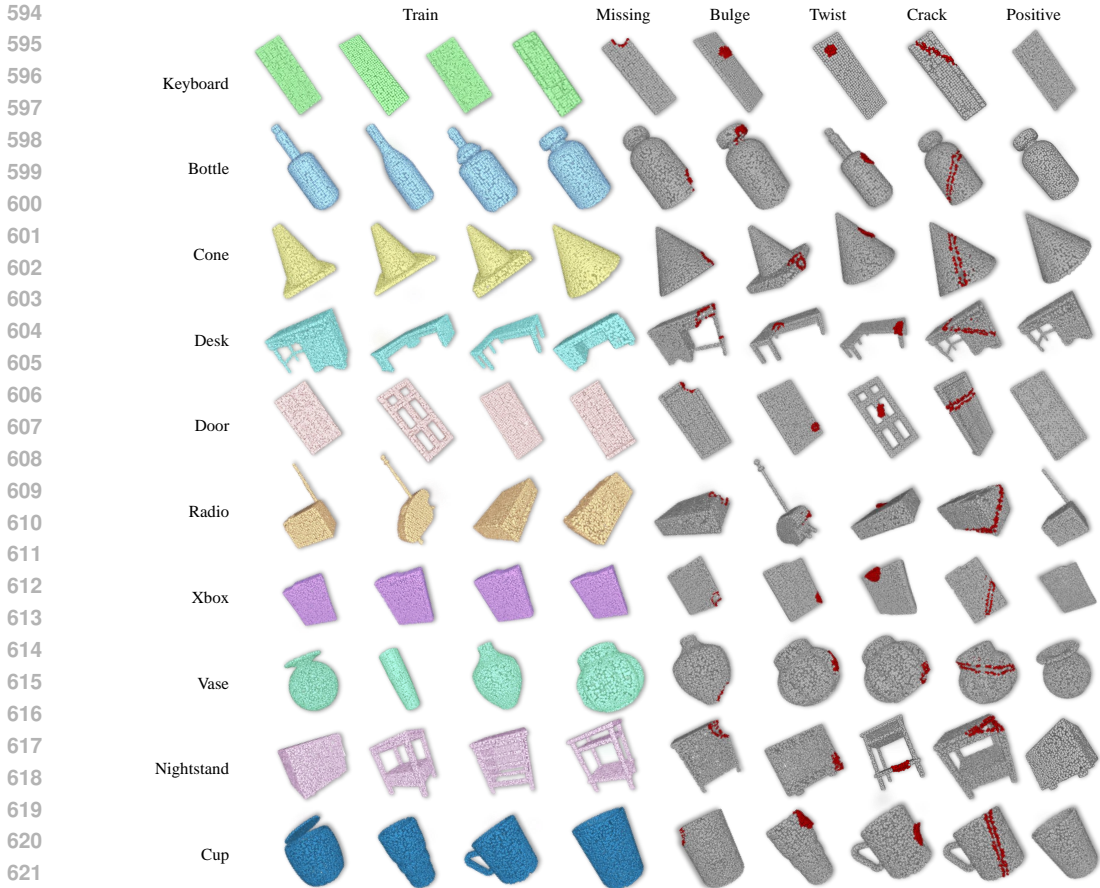 594 Train Missing Bulge Twist Crack Positive
595
596
Keyboard
597
598
Bottle
599
600
601
Cone
602
603
604
Desk
605
606
Door
607
608
609
Radio
610
611
612
Xbox
613
614
Vase
615
616
617
Nightstand
618
619
620
Cup
621